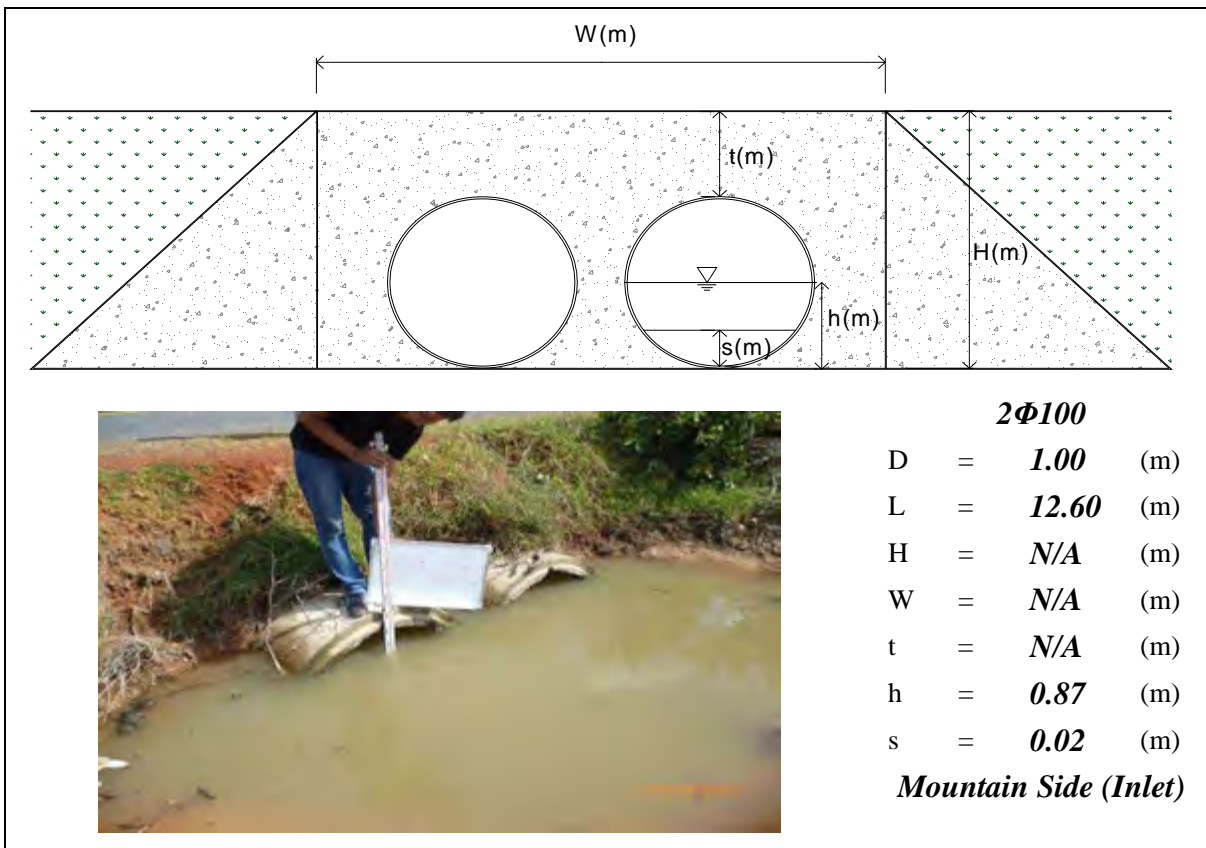 W(m)
t(m)
H(m)
h(m)
s(m)
2Φ100
D = 1.00 (m)
L = 12.60 (m)
H = N/A (m)
W = N/A (m)
t = N/A (m)
h = 0.87 (m)
s = 0.02 (m)
Mountain Side (Inlet)